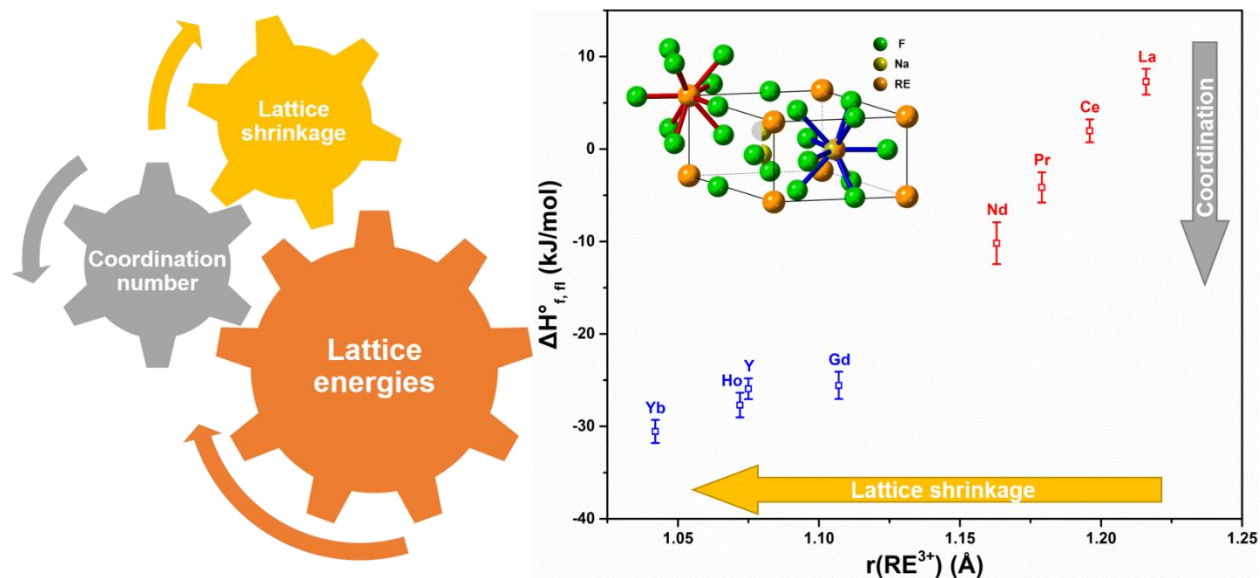 Lattice
shrinkage
Coordination
number
Lattice
energies
ΔH°f, fl (kJ/mol)
10
0
-10
-20
-30
-40
F
Na
RE
La
Ce
Pr
Nd
Gd
Y
Ho
Yb
Coordination
Lattice shrinkage
1.05
1.10
1.15
1.20
1.25
r(RE3+) (Å)